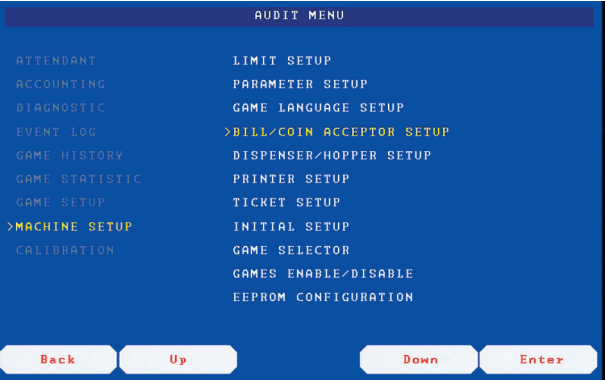 AUDIT MENU
ATTENDANT
ACCOUNTING
DIAGNOSTIC
EVENT LOG
GAME HISTORY
GAME STATISTIC
GAME SETUP
>MACHINE SETUP
CALIBRATION
LIMIT SETUP
PARAMETER SETUP
GAME LANGUAGE SETUP
>BILL/COIN ACCEPTOR SETUP
DISPENSER/HOPPER SETUP
PRINTER SETUP
TICKET SETUP
INITIAL SETUP
GAME SELECTOR
GAMES ENABLE/DISABLE
EEPROM CONFIGURATION
Back Up Down Enter